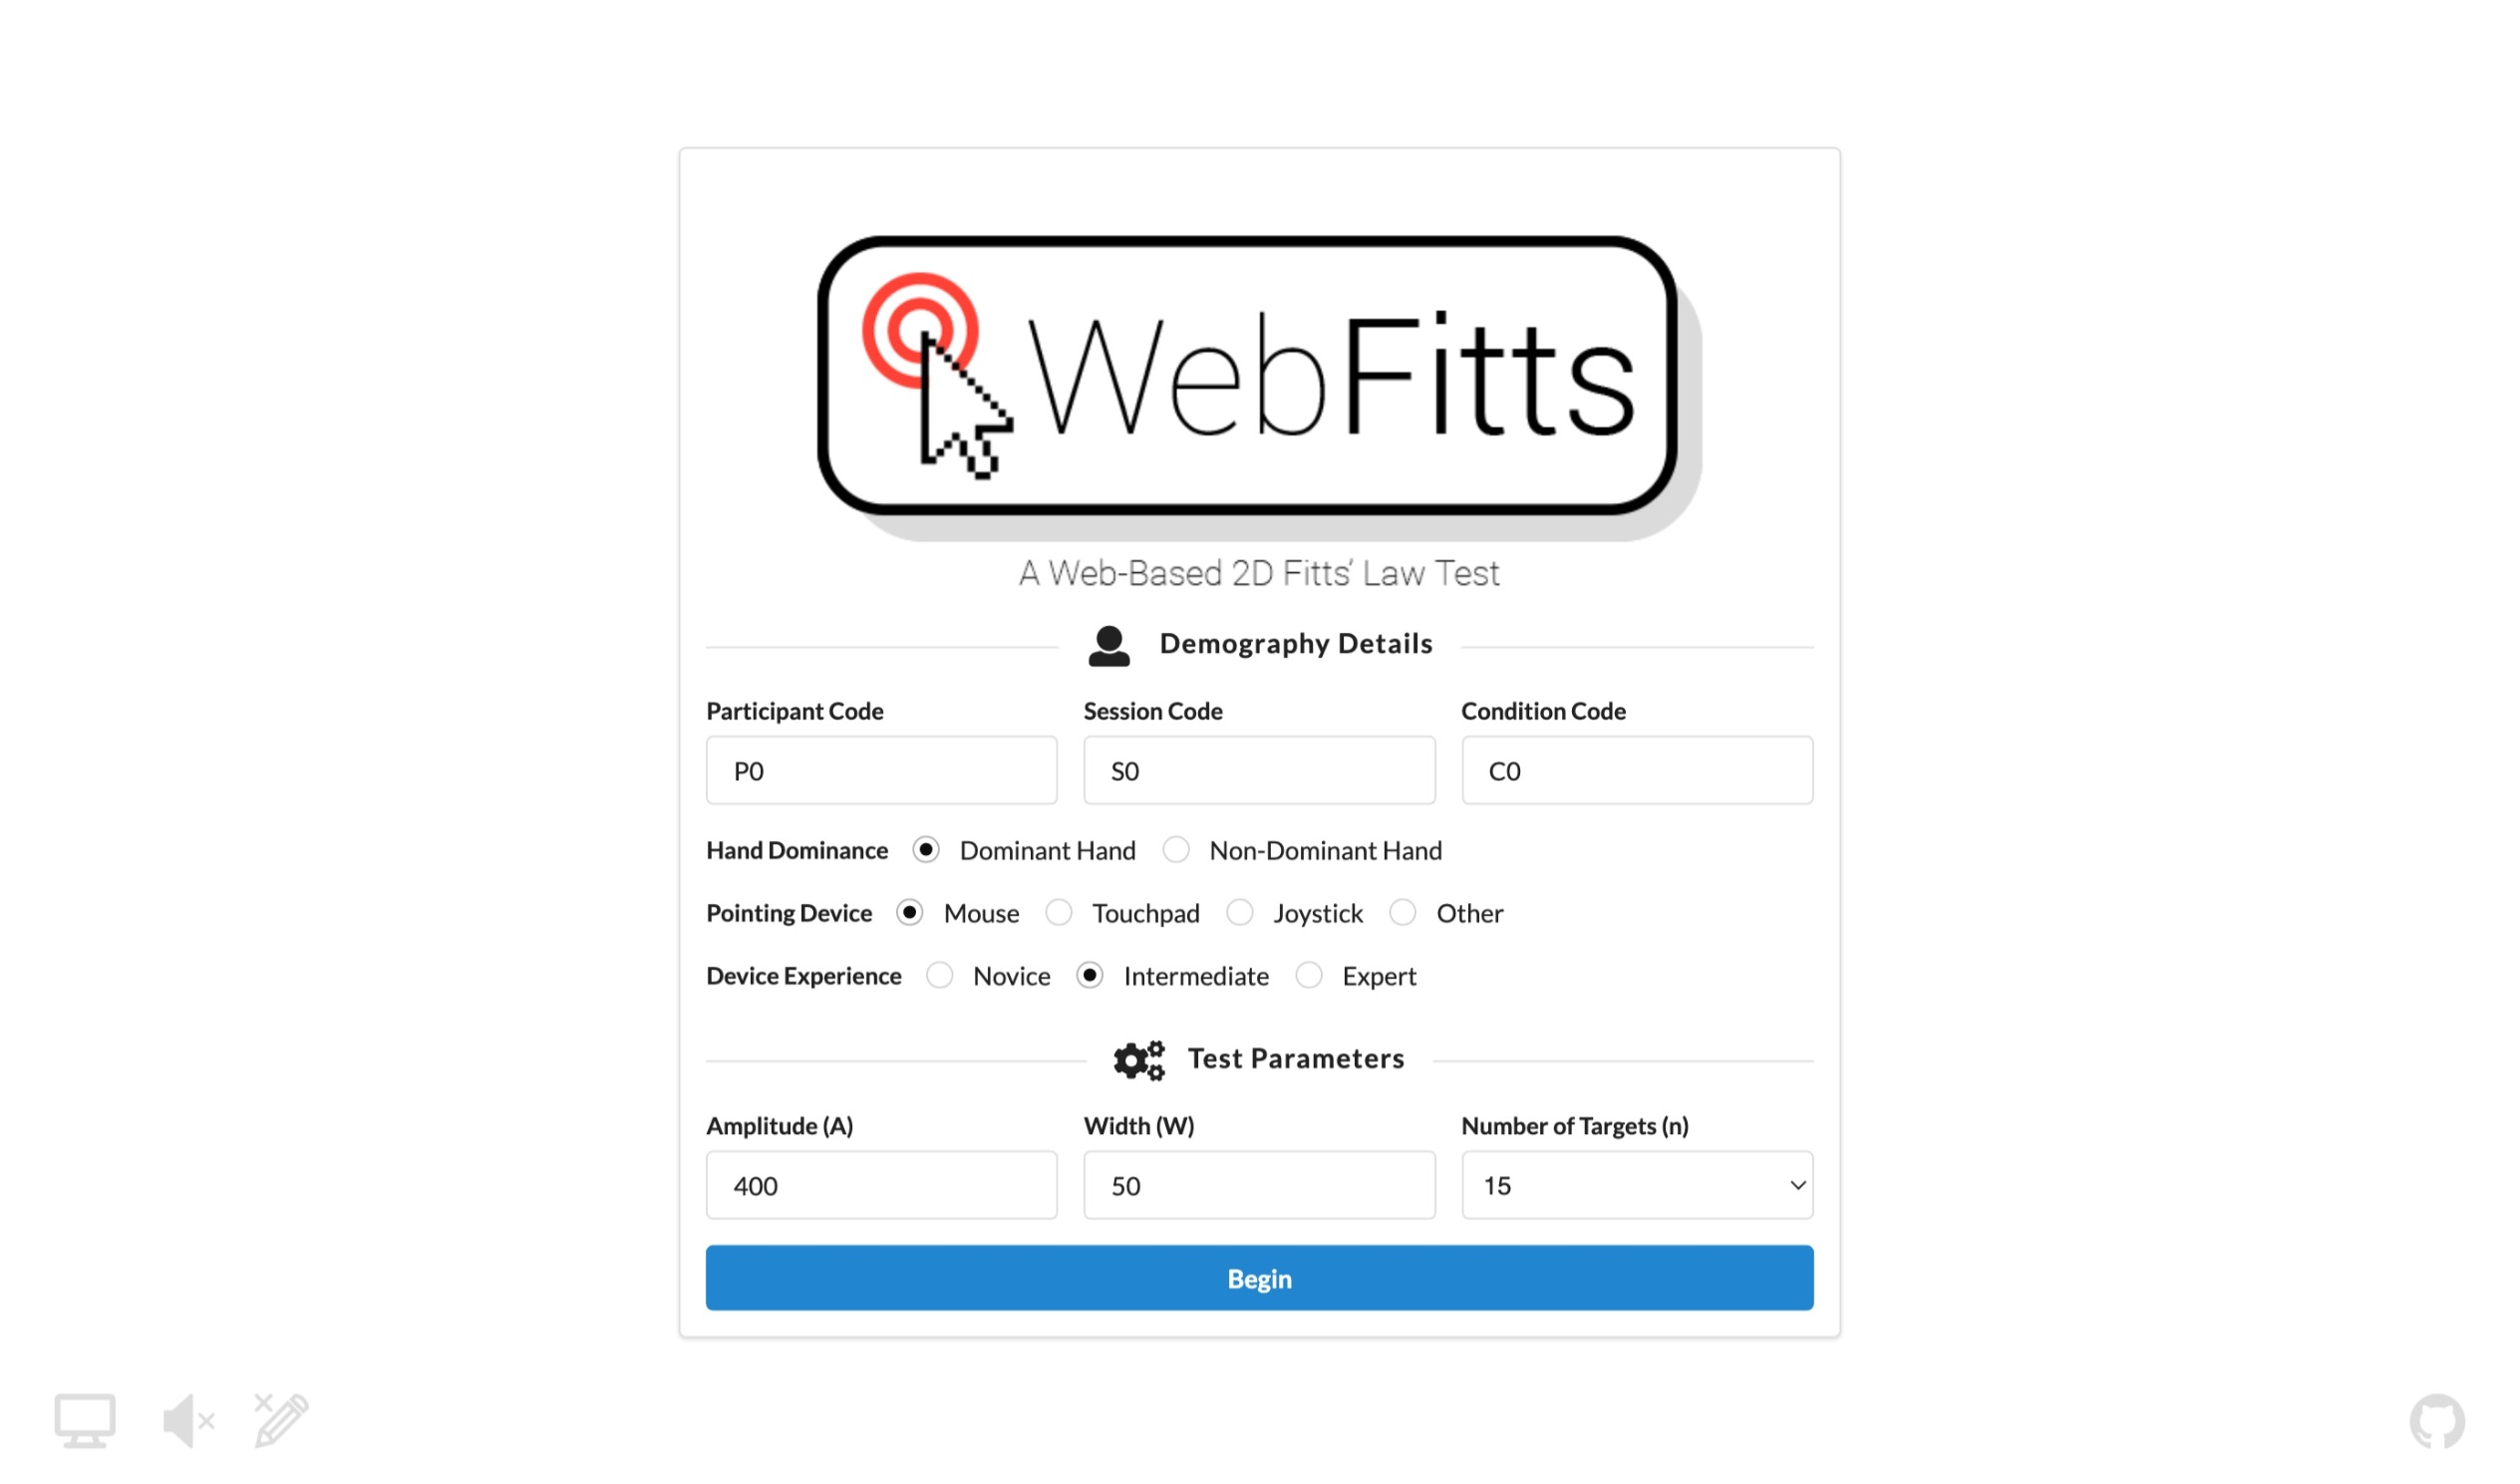 WebFitts
A Web-Based 2D Fitts' Law Test
Demography Details
Participant Code Session Code Condition Code
P0 S0 C0
Hand Dominance Dominant Hand Non-Dominant Hand
Pointing Device Mouse Touchpad Joystick Other
Device Experience Novice Intermediate Expert
Test Parameters
Amplitude (A) Width (W) Number of Targets (n)
400 50 15
Begin